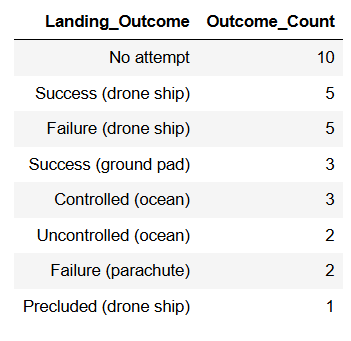 Landing_Outcome Outcome_Count
No attempt 10
Success (drone ship) 5
Failure (drone ship) 5
Success (ground pad) 3
Controlled (ocean) 3
Uncontrolled (ocean) 2
Failure (parachute) 2
Precluded (drone ship) 1